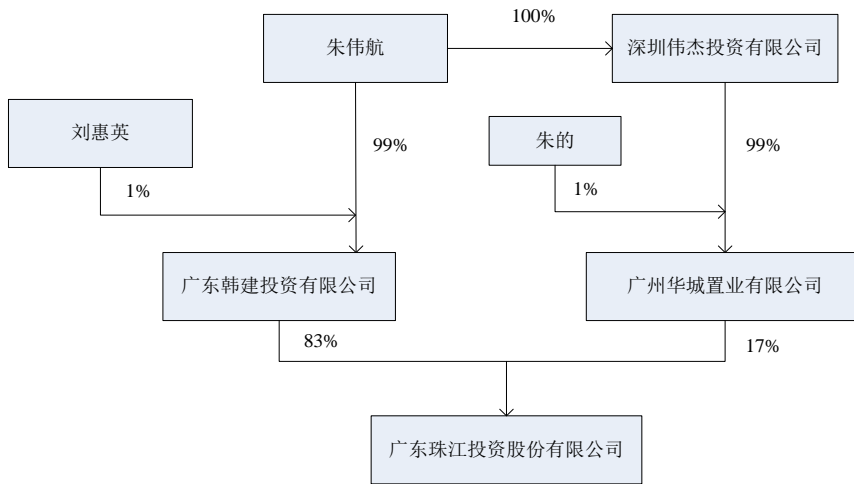 100%
朱伟航
深圳伟杰投资有限公司
刘惠英
99%
朱的
99%
1%
1%
广东韩建投资有限公司
广州华城置业有限公司
83%
17%
广东珠江投资股份有限公司